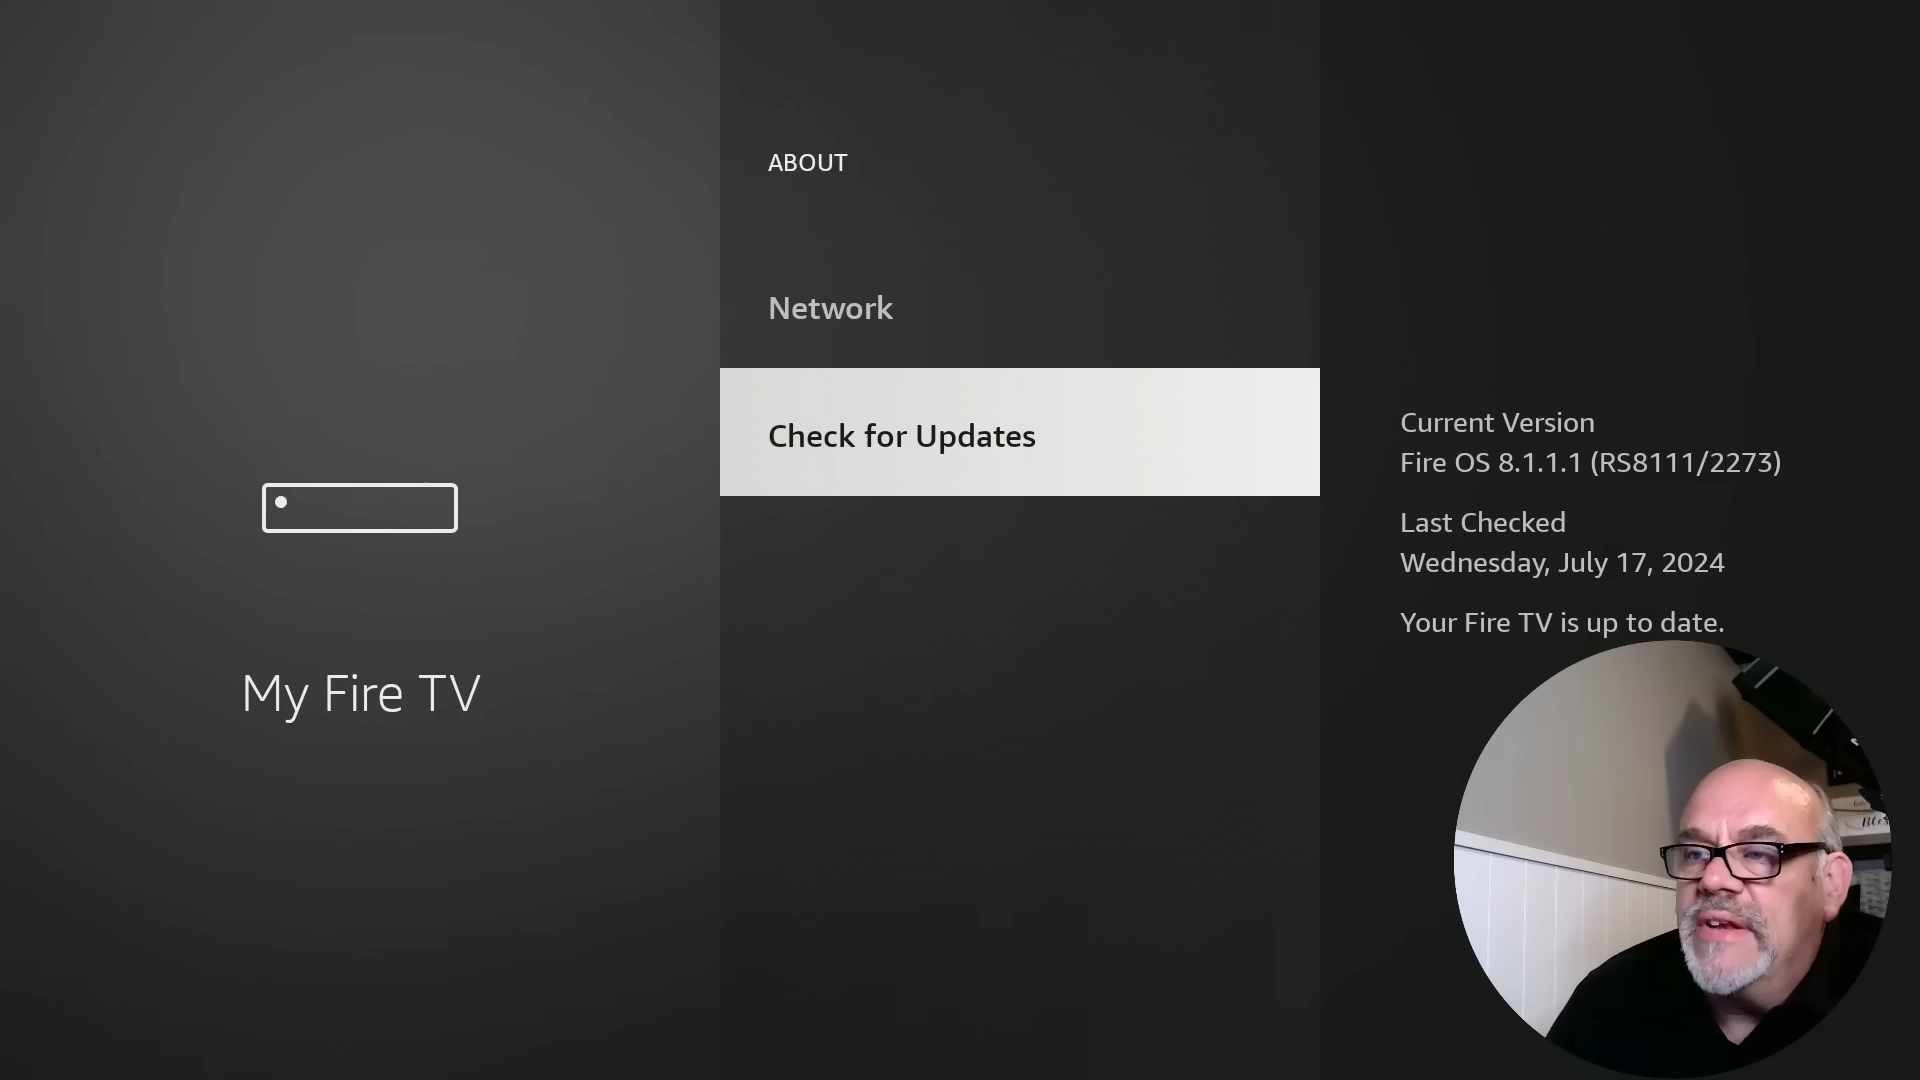 ABOUT
Network
Check for Updates
My Fire TV
Current Version
Fire OS 8.1.1.1 (RS8111/2273)
Last Checked
Wednesday, July 17, 2024
Your Fire TV is up to date.